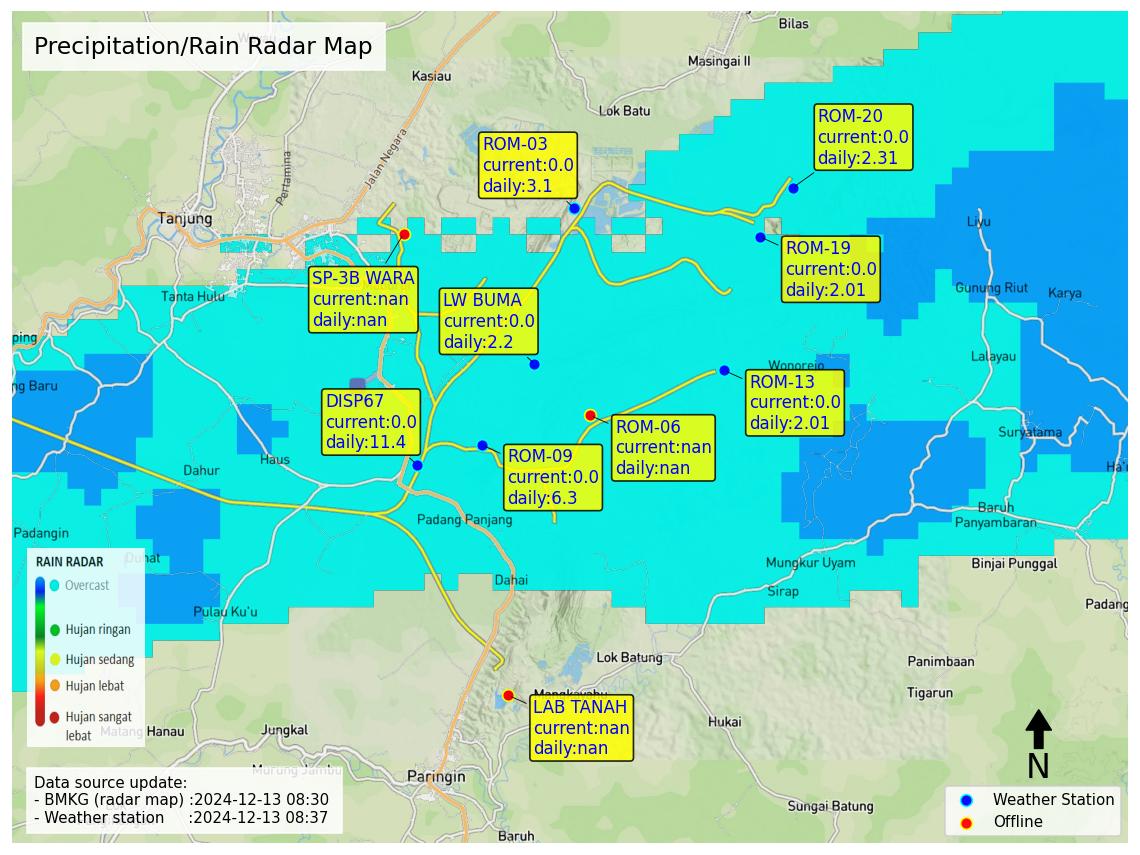 Precipitation/Rain Radar Map
Bilas
Masingai II
Kasiau
Lok Batu
Jalan Negara
Pertamina
Tanjung
ROM-20
current:0.0
daily:2.31
ROM-03
current:0.0
daily:3.1
Liyu
ROM-19
current:0.0
daily:2.01
SP-3B WARA
current:nan
daily:nan
Tanta Hulu
LW BUMA
current:0.0
daily:2.2
Gunung Riut
Karya
ping
Lalayau
Wonorejo
ng Baru
ROM-13
current:0.0
daily:2.01
DISP67
current:0.0
daily:11.4
ROM-06
current:nan
daily:nan
Suryatama
Haus
Dahur
ROM-09
current:0.0
daily:6.3
Padang Panjang
Baruh
Panyambaran
Padangin
Mungkur Uyam
Binjai Punggal
RAIN RADAR
Overcast
Hujan ringan
Hujan sedang
Hujan lebat
Hujan sangat
lebat
Dahai
Sirap
Pulau Ku'u
Padang
Lok Batung
Panimbaan
Tigarun
Mangkayahu
LAB TANAH
current:nan
daily:nan
Hukai
Matang Hanau
Jungkal
Murung Jambu
Paringin
N
Data source update:
- BMKG (radar map) :2024-12-13 08:30
- Weather station :2024-12-13 08:37
Sungai Batung
Baruh
Weather Station
Offline